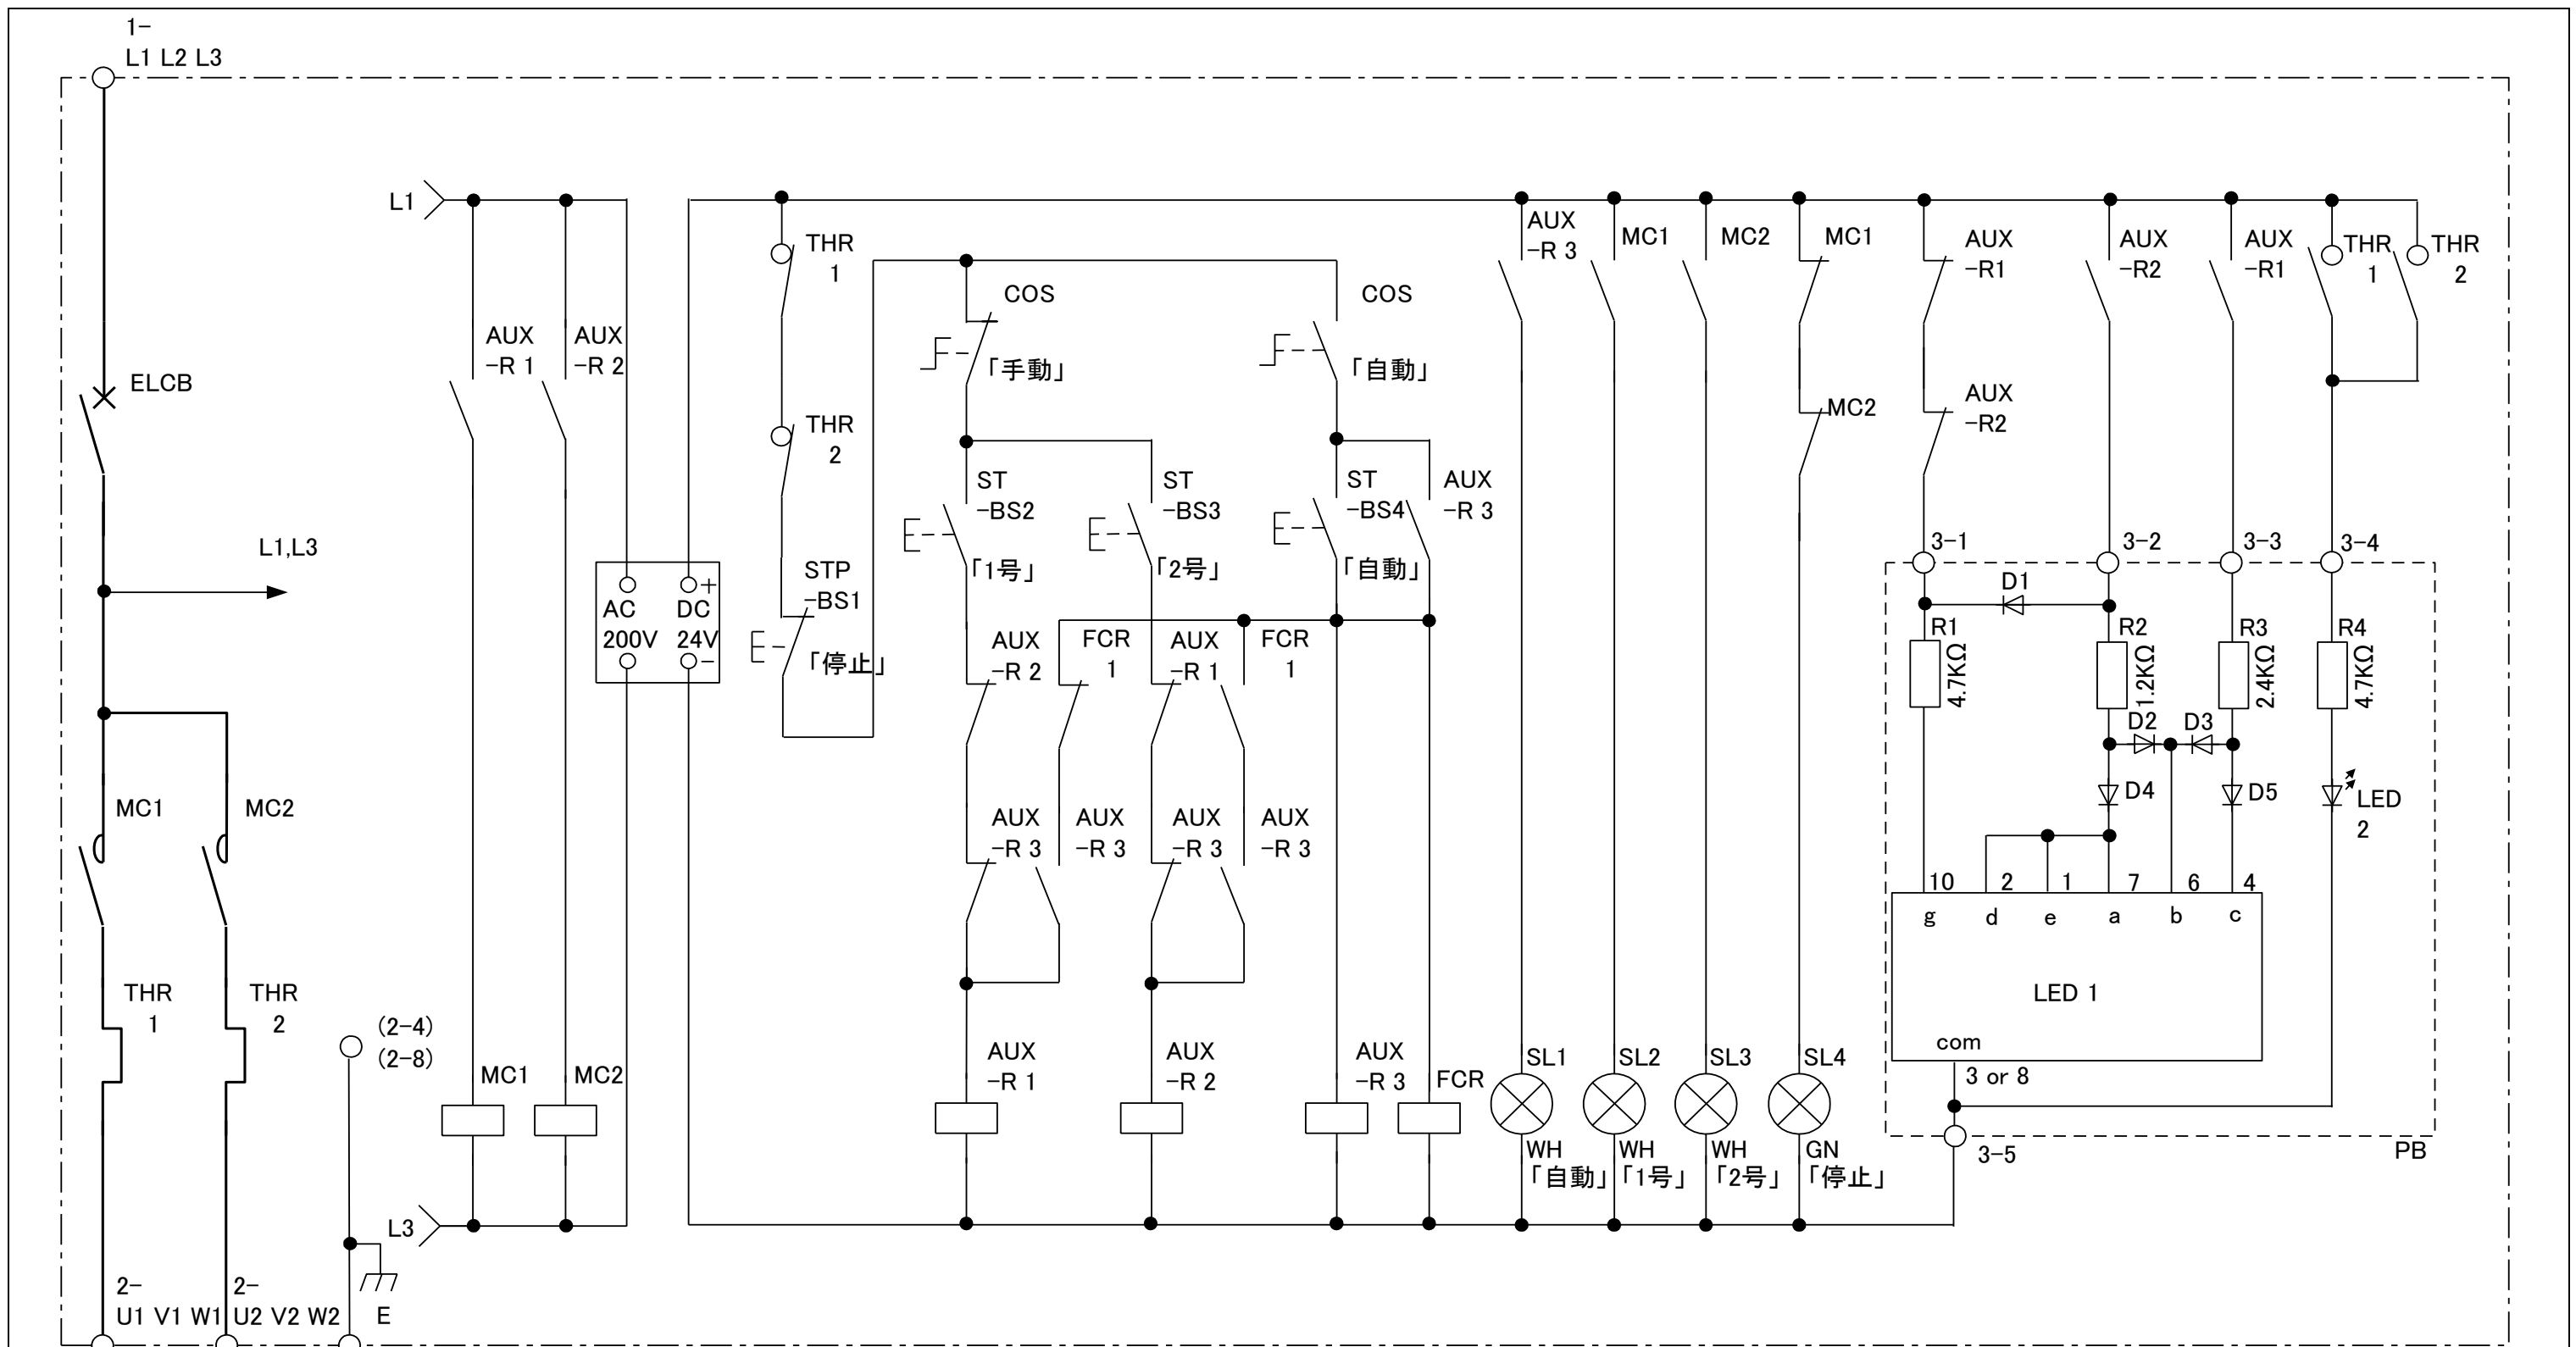 1-
L1 L2 L3
ELCB
L1,L3
MC1
MC2
THR
1
THR
2
2-
U1 V1 W1
2-
U2 V2 W2
(2-4)
(2-8)
E
L1
AUX
-R 1
AUX
-R 2
MC1
MC2
L3
AC
200V
DC
24V
+
-
THR
1
THR
2
STP
-BS1
「停止」
COS
「手動」
COS
「自動」
ST
-BS2
「1号」
ST
-BS3
「2号」
ST
-BS4
「自動」
AUX
-R 3
AUX
-R 2
FCR
1
AUX
-R 1
FCR
1
AUX
-R 3
AUX
-R 3
AUX
-R 3
AUX
-R 3
AUX
-R 1
AUX
-R 2
AUX
-R 3
FCR
AUX
-R 3
MC1
MC2
MC1
MC2
SL1
WH
「自動」
SL2
WH
「1号」
SL3
WH
「2号」
SL4
GN
「停止」
AUX
-R1
AUX
-R2
AUX
-R2
AUX
-R1
THR
1
THR
2
3-1
3-2
3-3
3-4
D1
R1
4.7KΩ
R2
1.2KΩ
R3
2.4KΩ
R4
4.7KΩ
D2
D3
D4
D5
LED
2
10
2
1
7
6
4
g
d
e
a
b
c
LED 1
com
3 or 8
3-5
PB